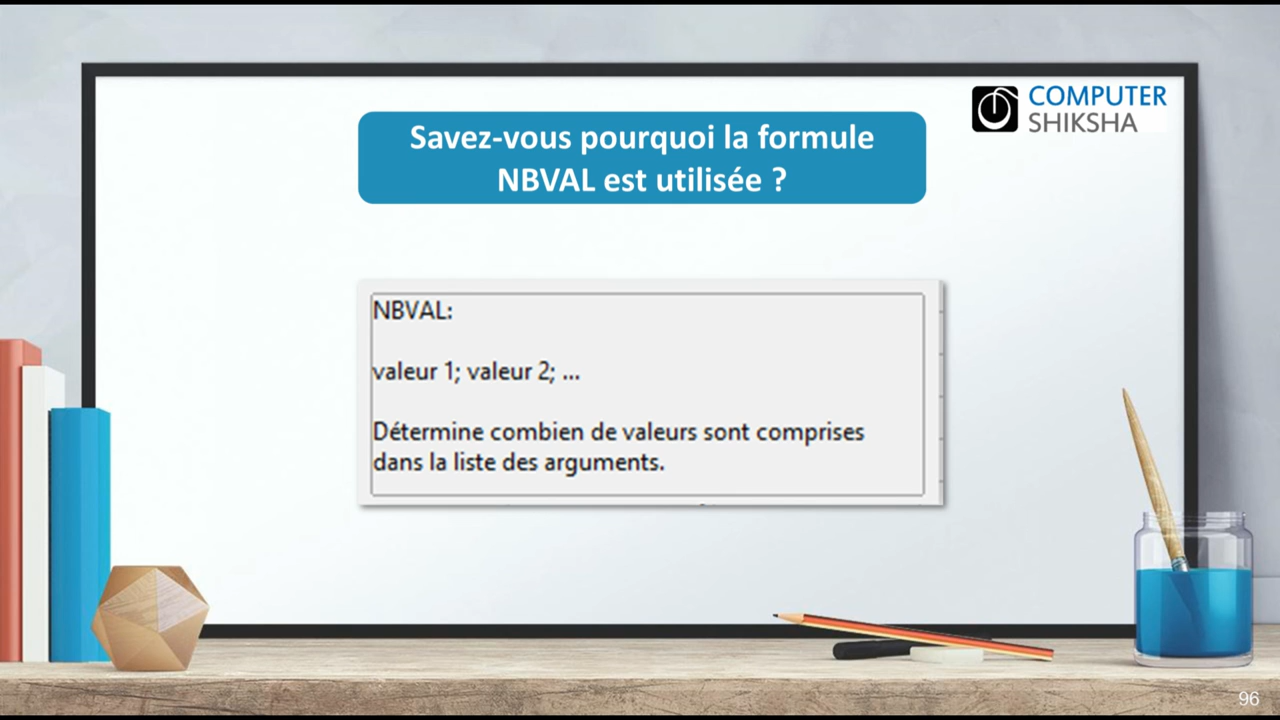 COMPUTER
SHIKSHA
Savez-vous pourquoi la formule
NBVAL est utilisée ?
NBVAL:
valeur 1; valeur 2; ...
Détermine combien de valeurs sont comprises
dans la liste des arguments.
96